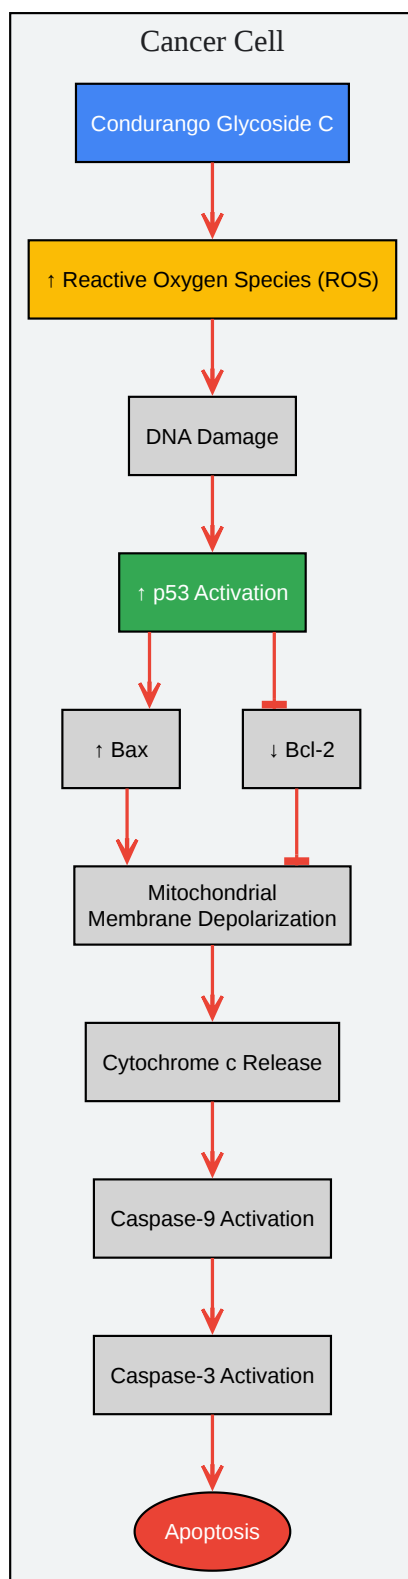 Cancer Cell
Condurango Glycoside C
↑ Reactive Oxygen Species (ROS)
DNA Damage
↑ p53 Activation
↑ Bax
↓ Bcl-2
Mitochondrial
Membrane Depolarization
Cytochrome c Release
Caspase-9 Activation
Caspase-3 Activation
Apoptosis